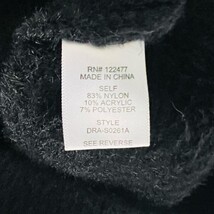 RN# 122477
MADE IN CHINA
SELF
83% NYLON
10% ACRYLIC
7% POLYESTER
STYLE
DRA-S0261A
SEE REVERSE